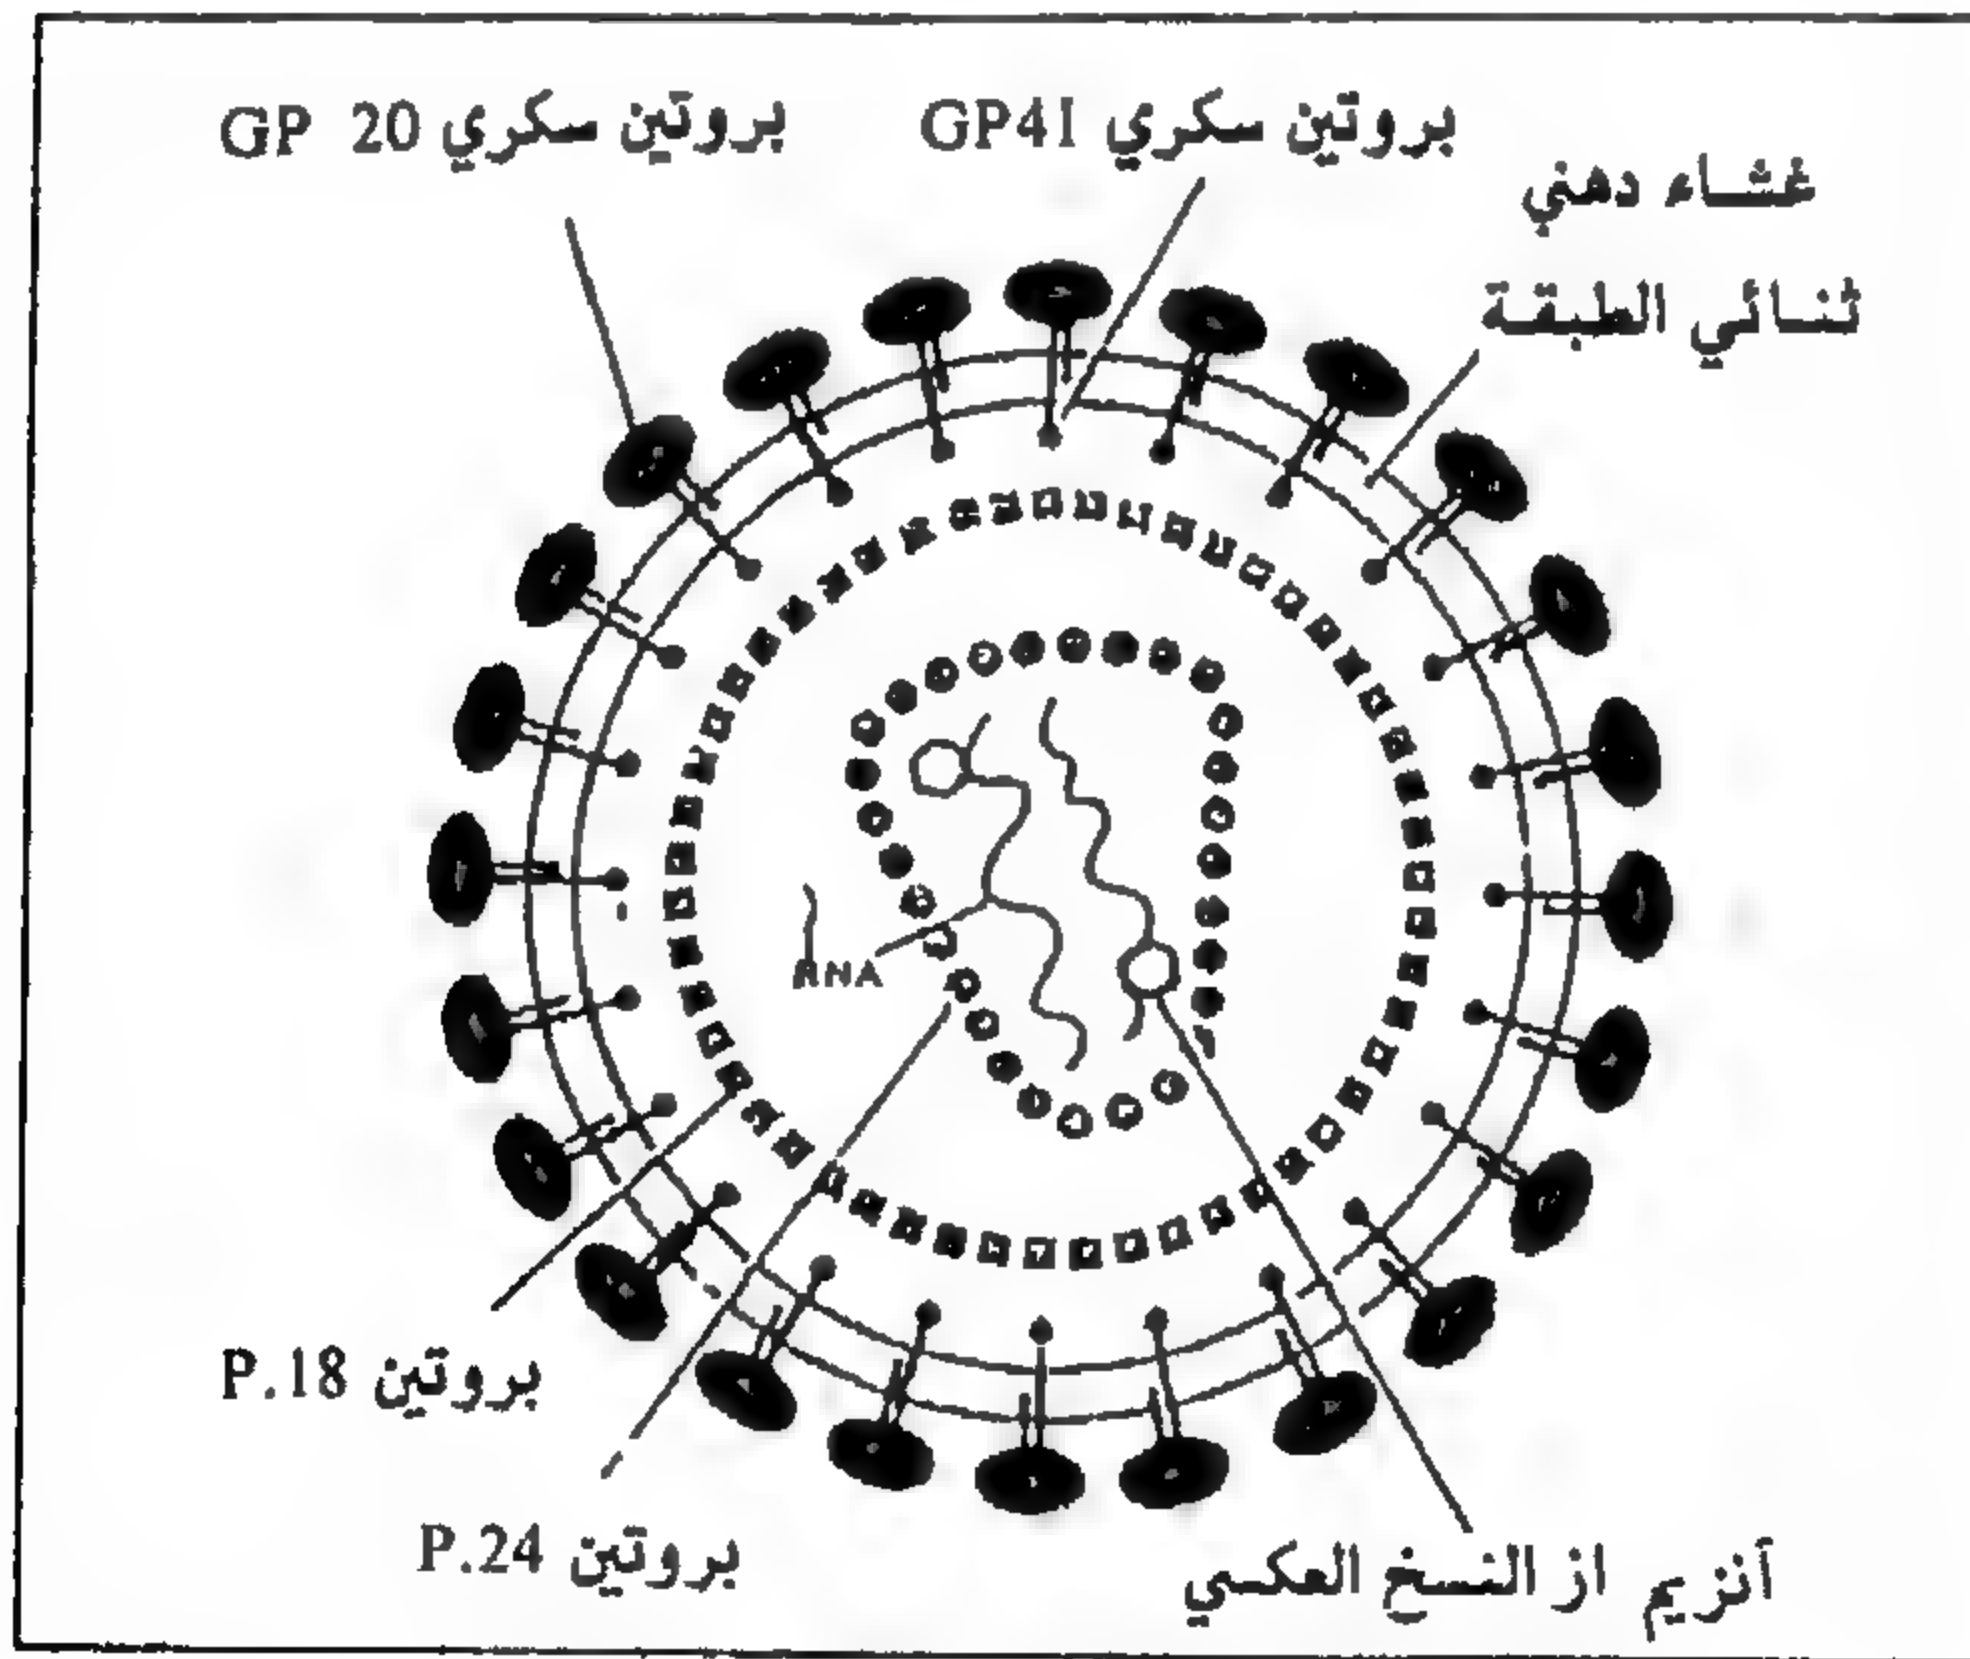 بروتين سكري GP4I
بروتين سكري GP 20
غشاء دهني
ثنائي الطبقة
RNA
بروتين P.18
بروتين P.24
آنزيم از النسخ العكسي